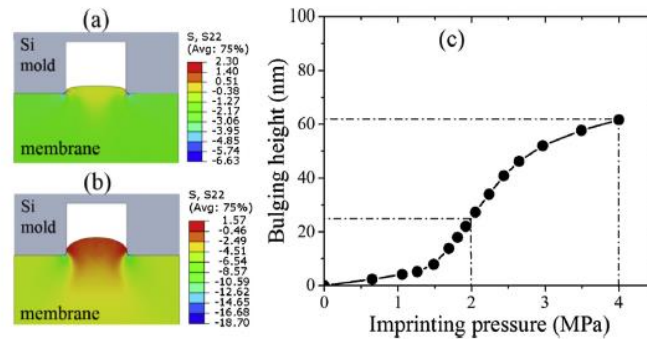 (a)
Si
mold
membrane
S, S22
(Avg: 75%)
2.30
1.40
0.51
-0.38
-1.27
-2.17
-3.06
-3.95
-4.85
-5.74
-6.63
(b)
Si
mold
membrane
S, S22
(Avg: 75%)
1.57
-0.46
-2.49
-4.51
-6.54
-8.57
-10.59
-12.62
-14.65
-16.68
-18.70
(c)
Bulging height (nm)
100
80
60
40
20
0
0 1 2 3 4
Imprinting pressure (MPa)